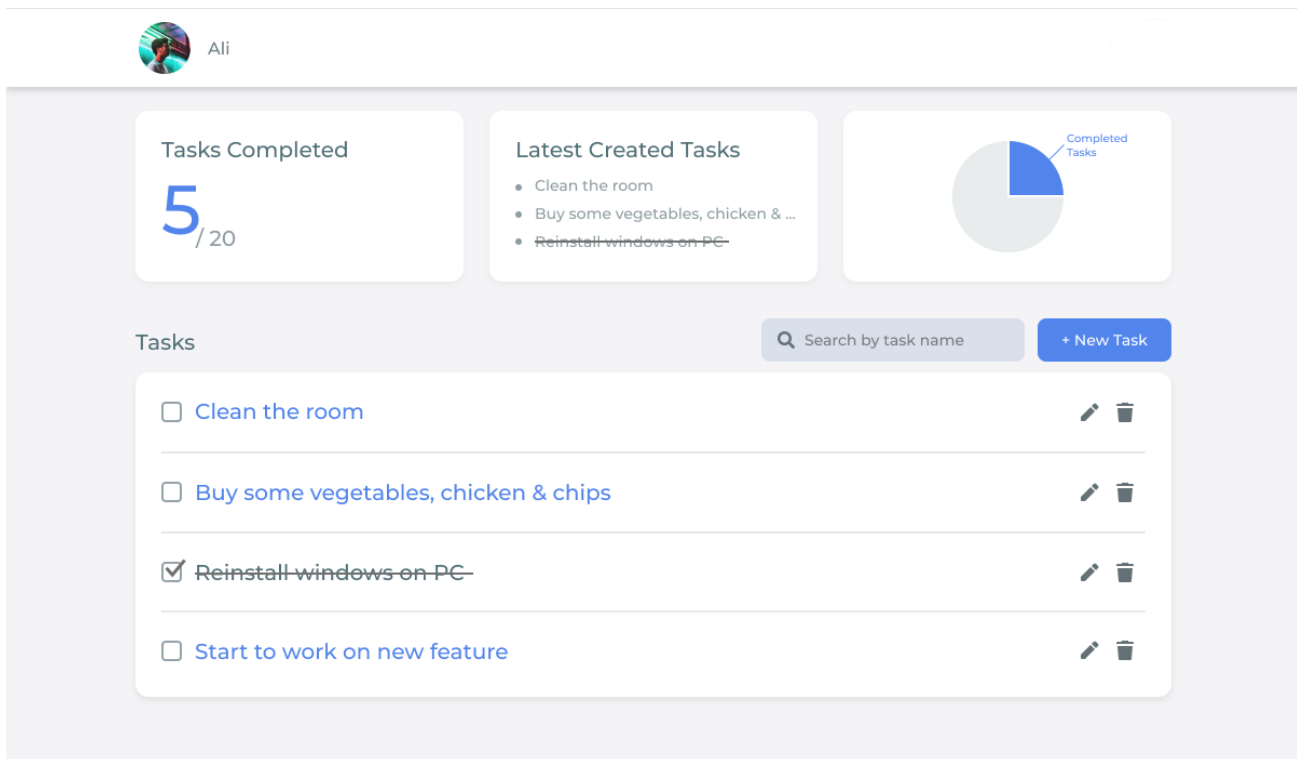 Ali
Tasks Completed
5/ 20
Latest Created Tasks
Clean the room
Buy some vegetables, chicken & ...
Reinstall windows on PC
Completed
Tasks
Tasks
Search by task name
+ New Task
Clean the room
Buy some vegetables, chicken & chips
Reinstall windows on PC
Start to work on new feature